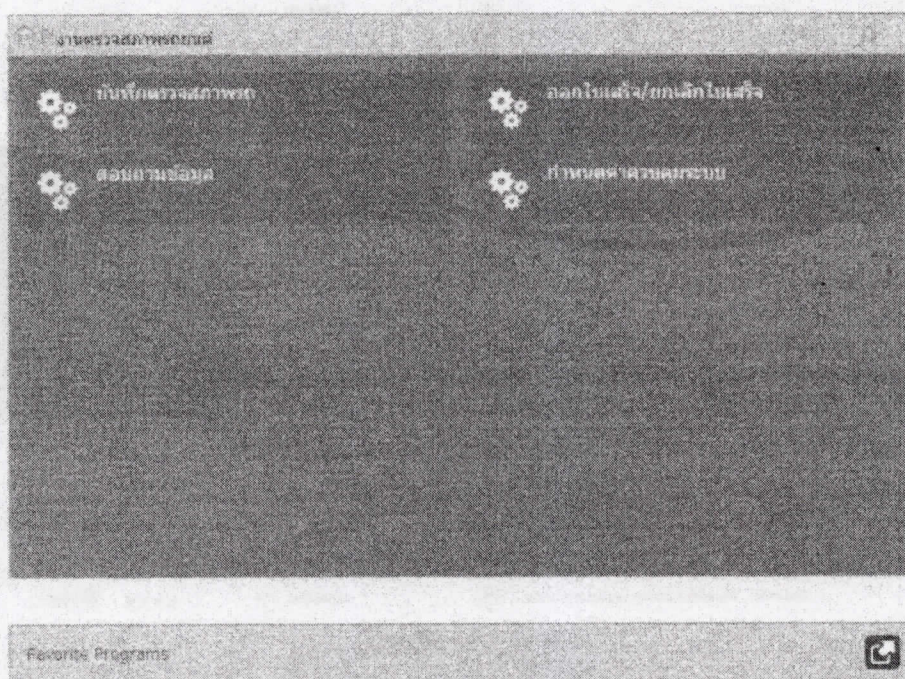 งานตรวจสภาพรถยนต์
บันทึกตรวจสภาพรถ
ออกใบเสร็จ/ยกเลิกใบเสร็จ
สอบถามข้อมูล
กำหนดค่าควบคุมระบบ
Favorite Programs